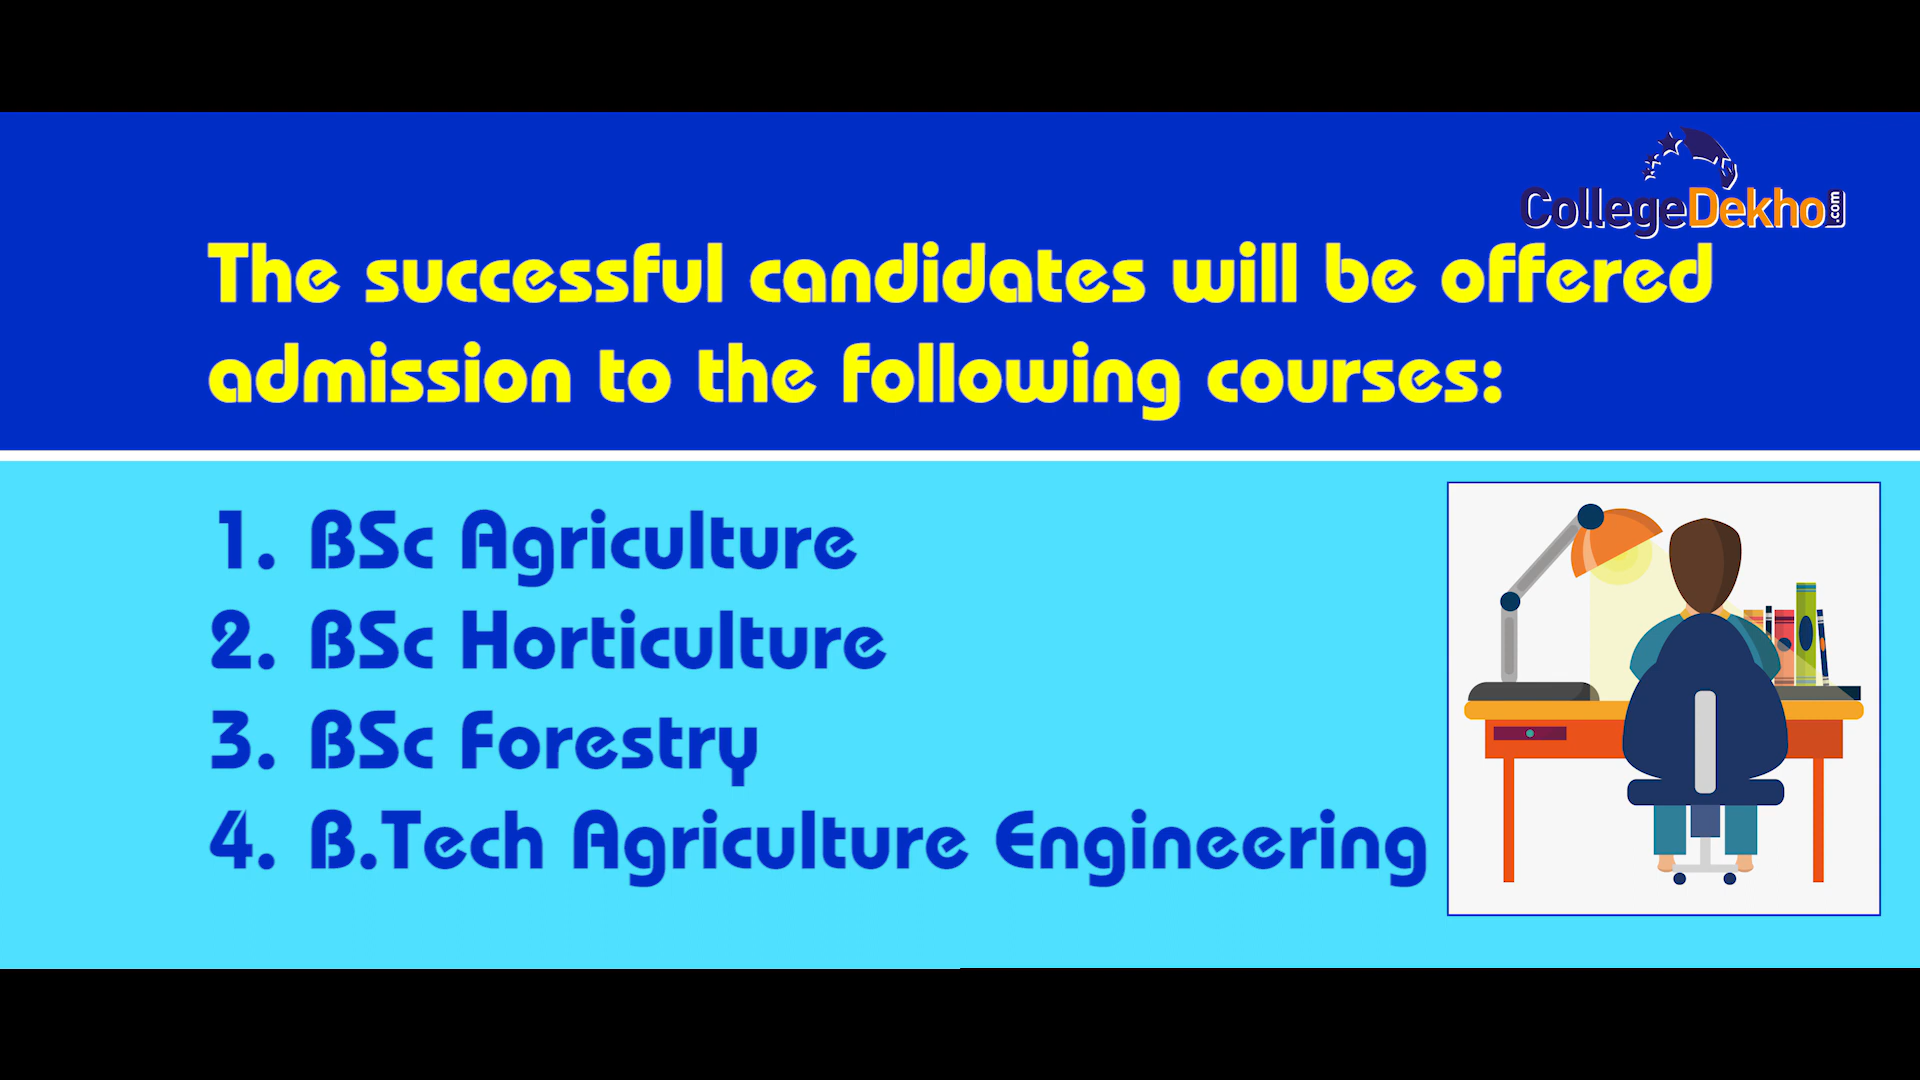 CollegeDekho.com
The successful candidates will be offered
admission to the following courses:
1. BSc Agriculture
2. BSc Horticulture
3. BSc Forestry
4. B.Tech Agriculture Engineering